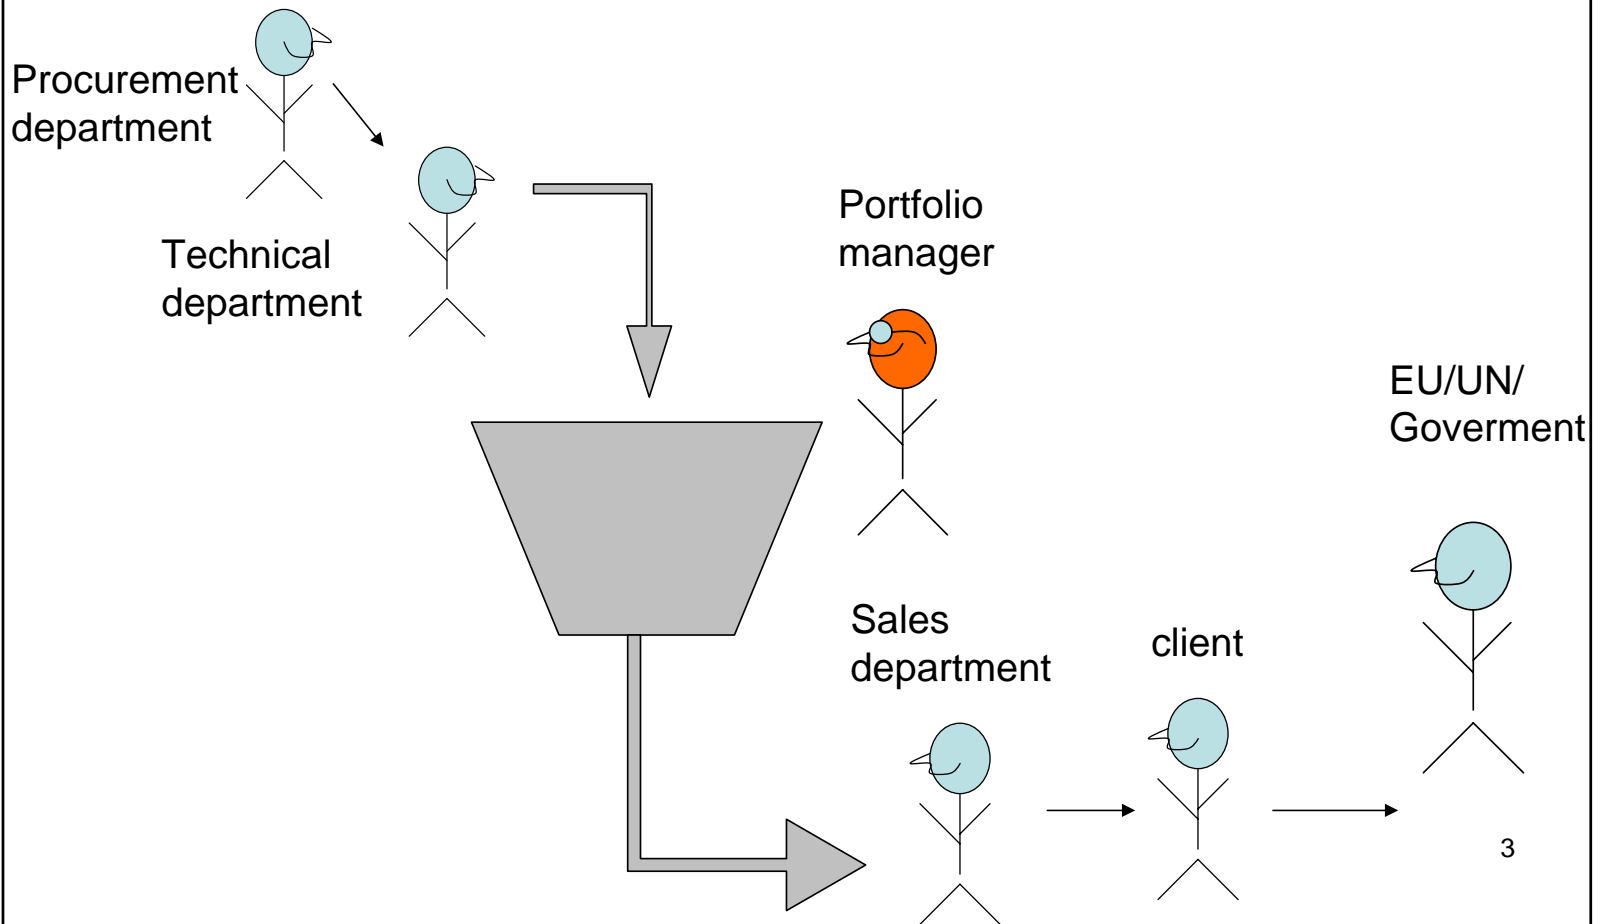 Procurement
department
Technical
department
Portfolio
manager
EU/UN/
Goverment
Sales
department
client
3